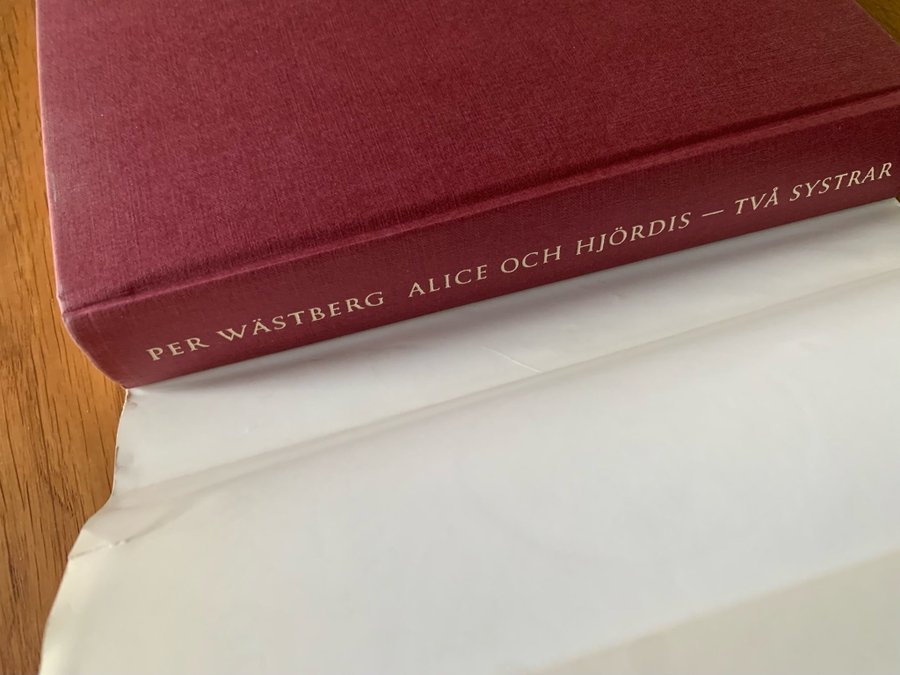 PER WÄSTBERG ALICE OCH HJÖRDIS — TVÅ SYSTRAR